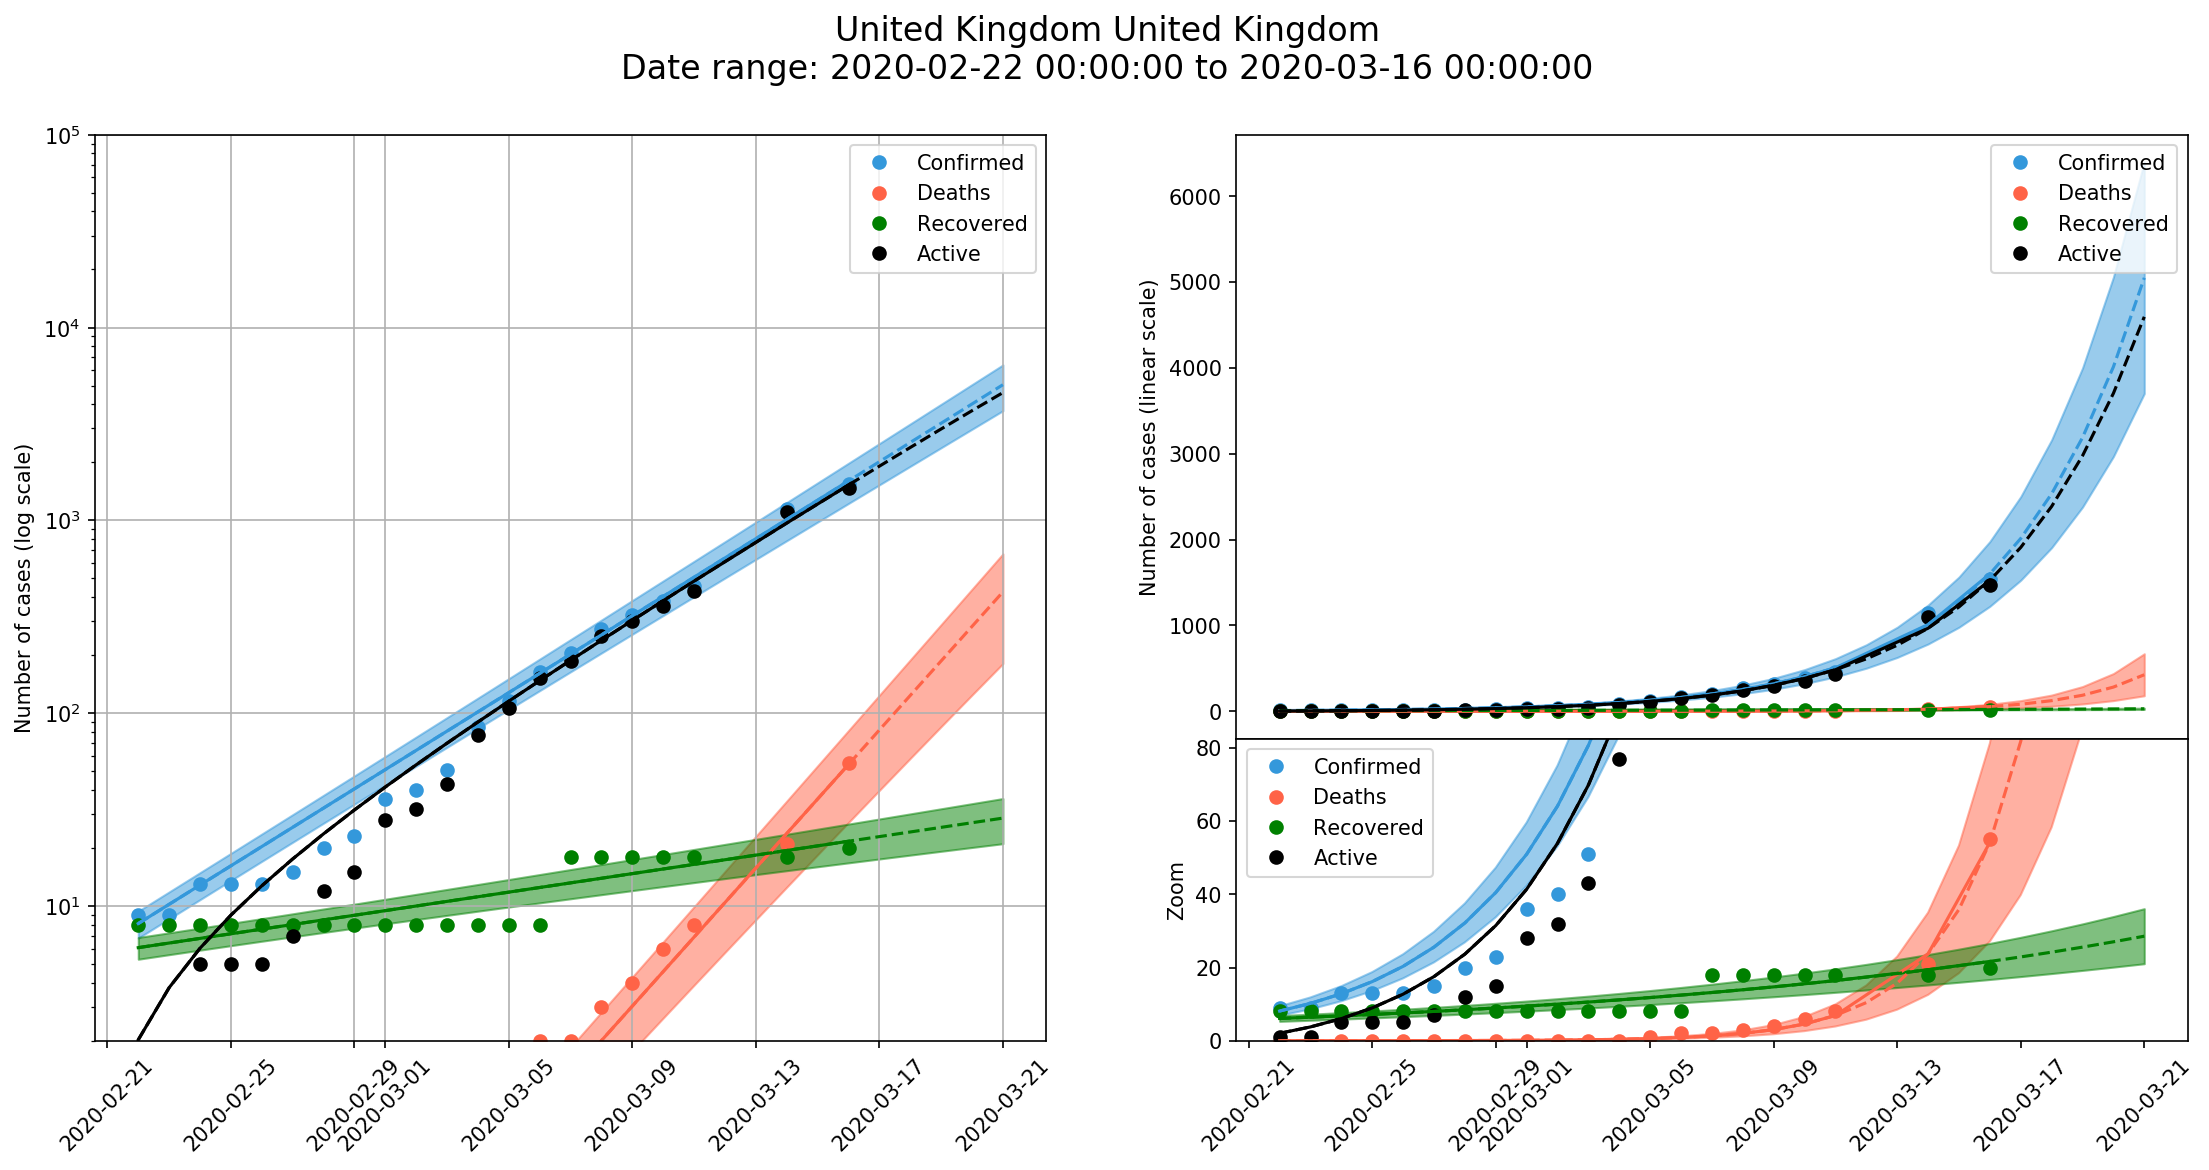 United Kingdom United Kingdom
Date range: 2020-02-22 00:00:00 to 2020-03-16 00:00:00
Number of cases (log scale)
10^5
10^4
10^3
10^2
10^1
Confirmed
Deaths
Recovered
Active
2020-02-21
2020-02-25
2020-02-29
2020-03-01
2020-03-05
2020-03-09
2020-03-13
2020-03-17
2020-03-21
Number of cases (linear scale)
6000
5000
4000
3000
2000
1000
0
Confirmed
Deaths
Recovered
Active
Zoom
80
60
40
20
0
Confirmed
Deaths
Recovered
Active
2020-02-21
2020-02-25
2020-02-29
2020-03-01
2020-03-05
2020-03-09
2020-03-13
2020-03-17
2020-03-21